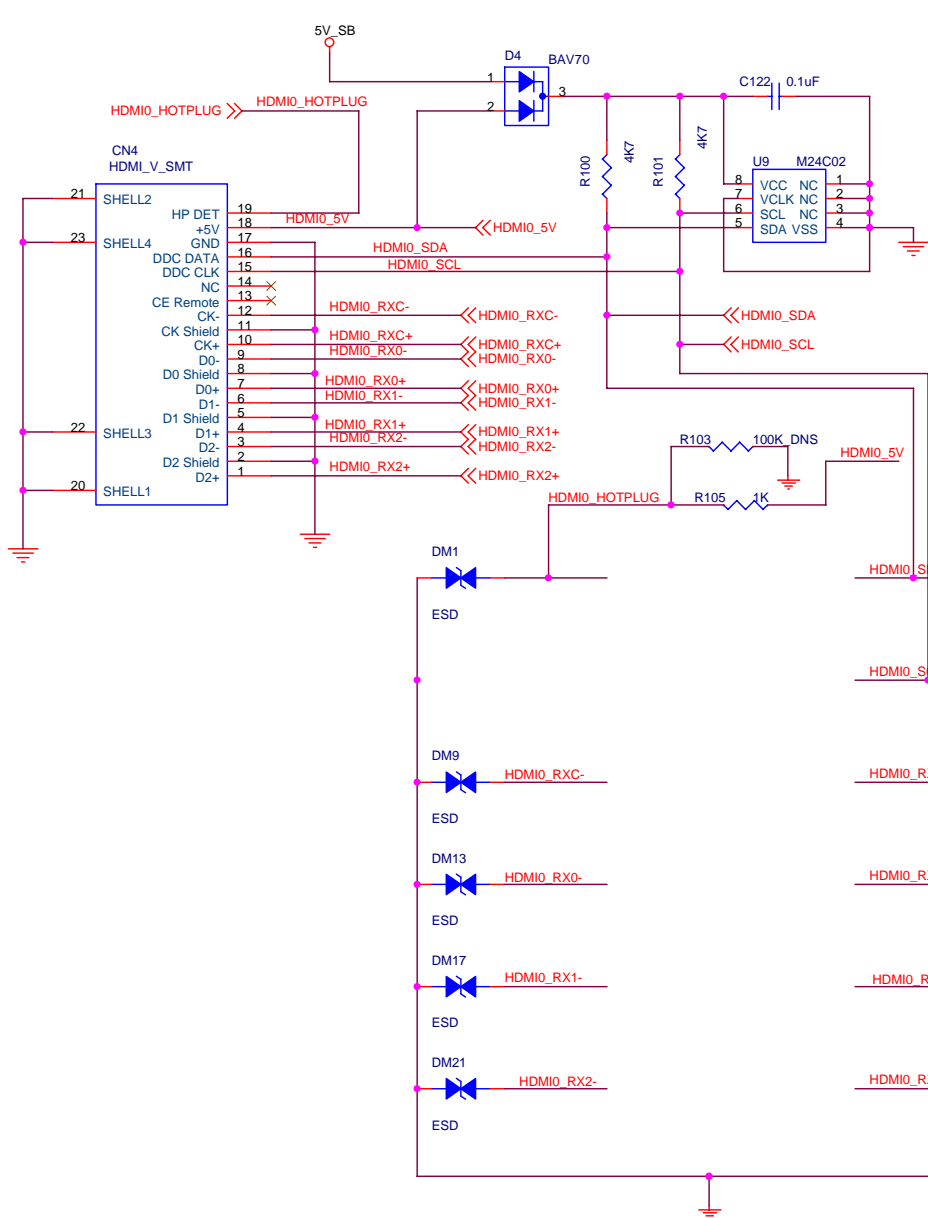 5V_SB
D4
BAV70
1
2
3
C122
0.1uF
HDMI0_HOTPLUG
HDMI0_HOTPLUG
CN4
HDMI_V_SMT
R100
4K7
R101
4K7
U9
M24C02
8
VCC
NC
1
7
VCLK
NC
2
6
SCL
NC
3
5
SDA
VSS
4
21
SHELL2
23
SHELL4
22
SHELL3
20
SHELL1
HP DET
19
+5V
18
HDMI0_5V
HDMI0_5V
GND
17
DDC DATA
16
HDMI0_SDA
DDC CLK
15
HDMI0_SCL
NC
14
CE Remote
13
CK-
12
HDMI0_RXC-
HDMI0_RXC-
CK Shield
11
CK+
10
HDMI0_RXC+
HDMI0_RXC+
D0-
9
HDMI0_RX0-
HDMI0_RX0-
D0 Shield
8
D0+
7
HDMI0_RX0+
HDMI0_RX0+
D1-
6
HDMI0_RX1-
HDMI0_RX1-
D1 Shield
5
D1+
4
HDMI0_RX1+
HDMI0_RX1+
D2-
3
HDMI0_RX2-
HDMI0_RX2-
D2 Shield
2
D2+
1
HDMI0_RX2+
HDMI0_RX2+
HDMI0_SDA
HDMI0_SCL
R103
100K_DNS
HDMI0_5V
HDMI0_HOTPLUG
R105
1K
DM1
ESD
HDMI0_S
HDMI0_S
DM9
HDMI0_RXC-
ESD
HDMI0_R
DM13
HDMI0_RX0-
ESD
HDMI0_R
DM17
HDMI0_RX1-
ESD
HDMI0_R
DM21
HDMI0_RX2-
ESD
HDMI0_R